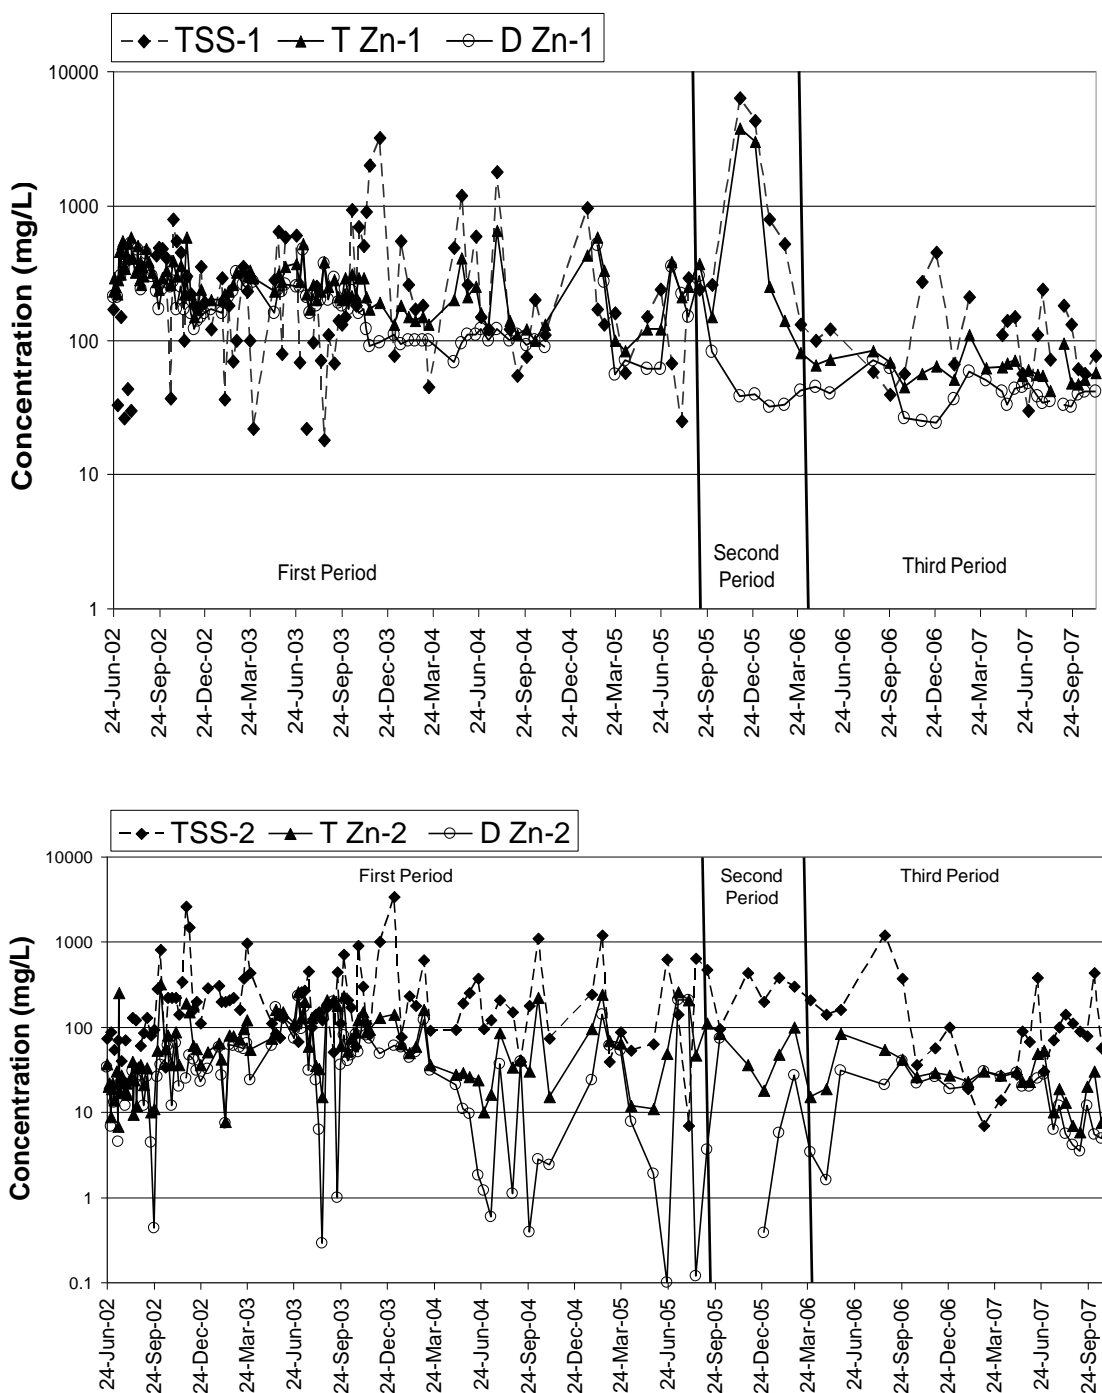 TSS-1 T Zn-1 D Zn-1
10000
1000
100
10
1
Concentration (mg/L)
First Period
Second
Period
Third Period
24-Jun-02
24-Sep-02
24-Dec-02
24-Mar-03
24-Jun-03
24-Sep-03
24-Dec-03
24-Mar-04
24-Jun-04
24-Sep-04
24-Dec-04
24-Mar-05
24-Jun-05
24-Sep-05
24-Dec-05
24-Mar-06
24-Jun-06
24-Sep-06
24-Dec-06
24-Mar-07
24-Jun-07
24-Sep-07
TSS-2 T Zn-2 D Zn-2
10000
1000
100
10
1
0.1
Concentration (mg/L)
First Period
Second
Period
Third Period
24-Jun-02
24-Sep-02
24-Dec-02
24-Mar-03
24-Jun-03
24-Sep-03
24-Dec-03
24-Mar-04
24-Jun-04
24-Sep-04
24-Dec-04
24-Mar-05
24-Jun-05
24-Sep-05
24-Dec-05
24-Mar-06
24-Jun-06
24-Sep-06
24-Dec-06
24-Mar-07
24-Jun-07
24-Sep-07